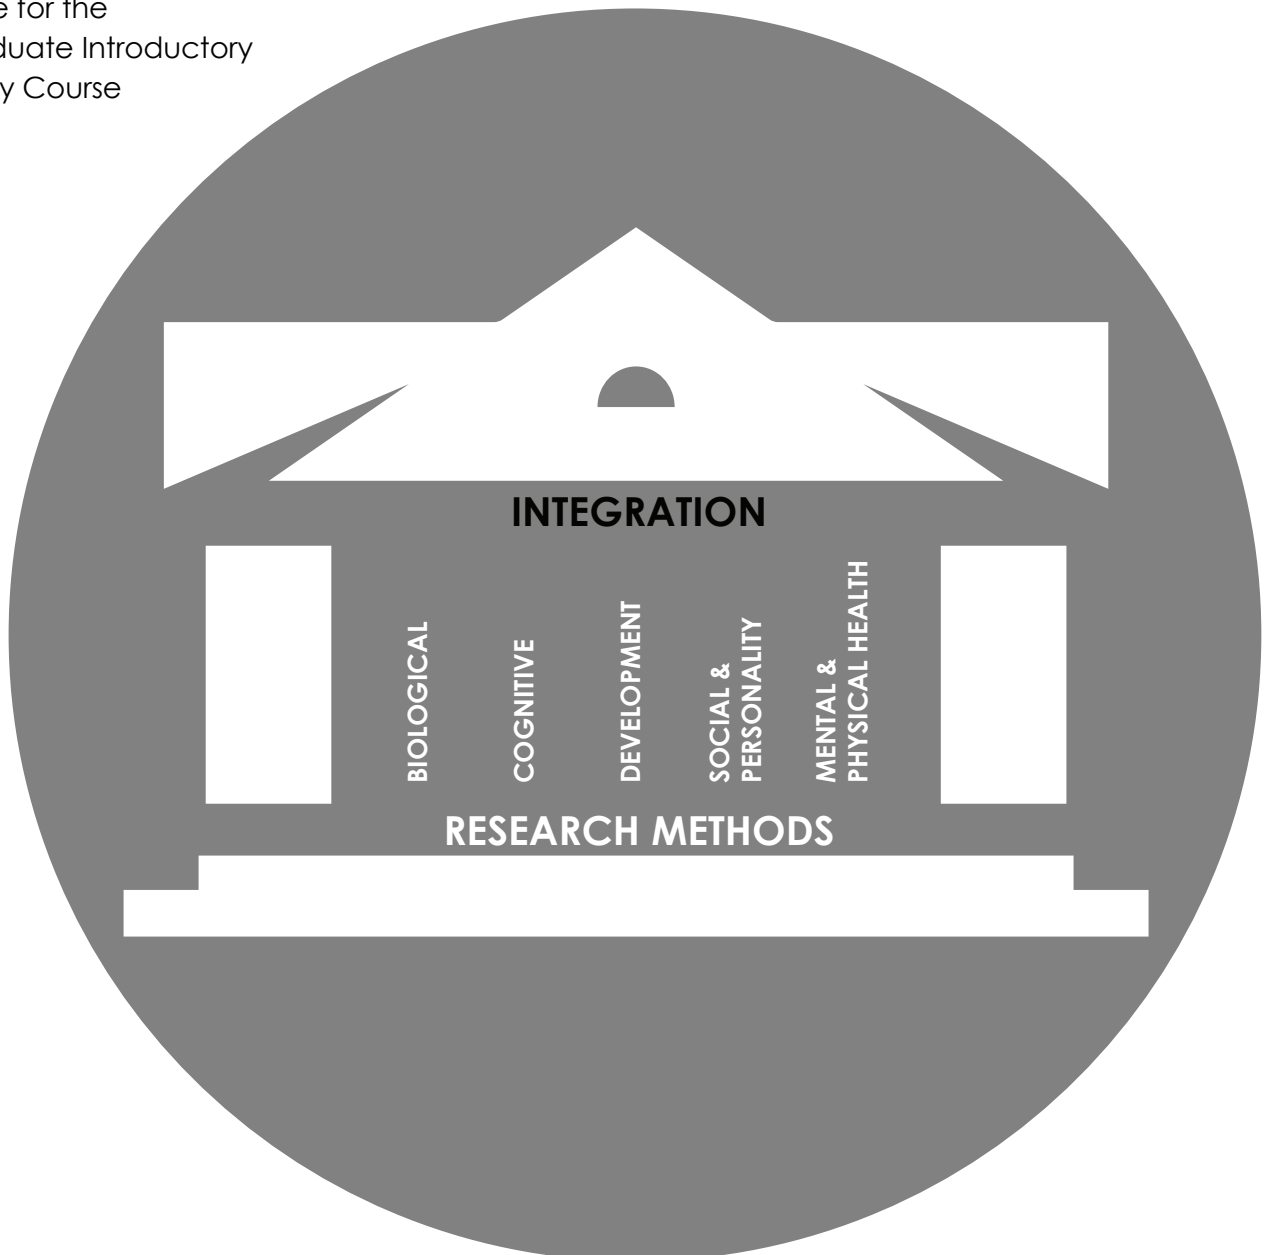 e for the
duate Introductory
y Course
INTEGRATION
BIOLOGICAL
COGNITIVE
DEVELOPMENT
SOCIAL &
PERSONALITY
MENTAL &
PHYSICAL HEALTH
RESEARCH METHODS